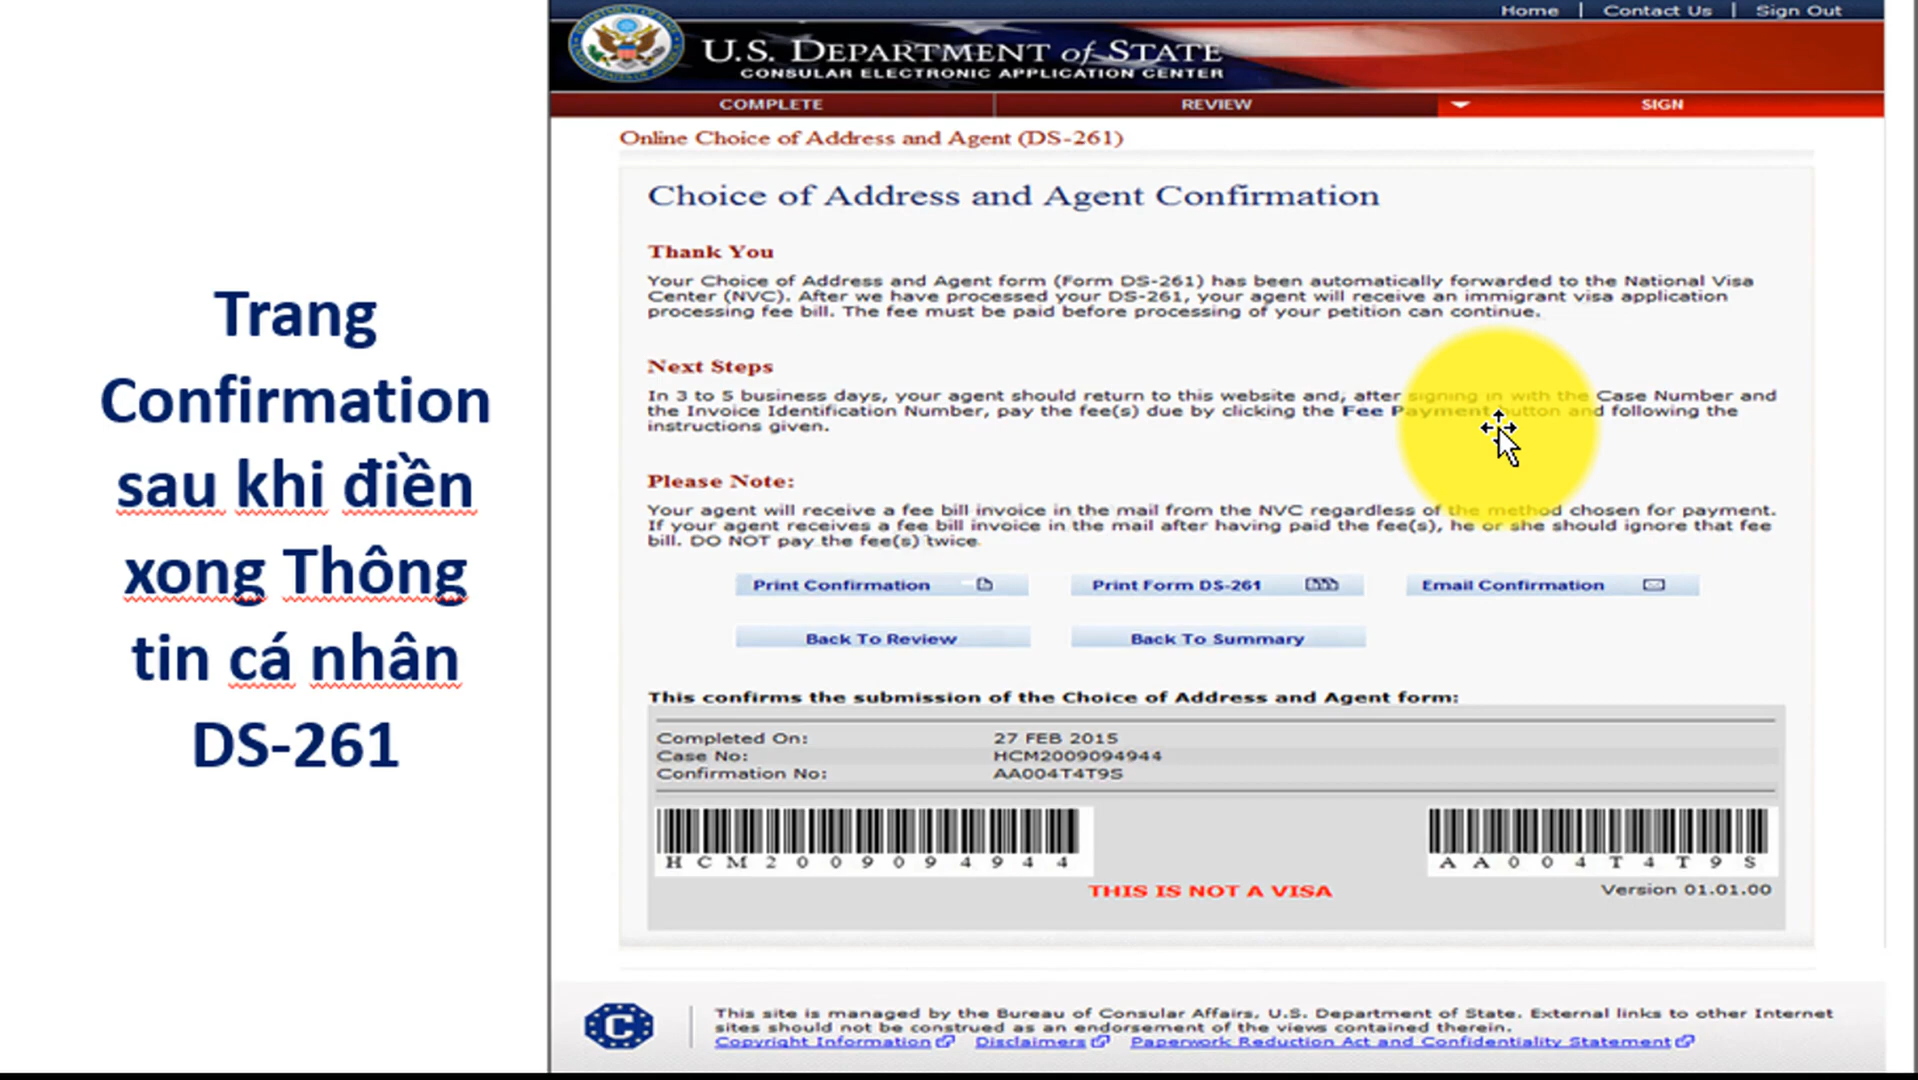 Trang
Confirmation
sau khi điền
xong Thông
tin cá nhân
DS-261
Home | Contact Us | Sign Out
U.S. DEPARTMENT of STATE
CONSULAR ELECTRONIC APPLICATION CENTER
COMPLETE REVIEW SIGN
Online Choice of Address and Agent (DS-261)
Choice of Address and Agent Confirmation
Thank You
Your Choice of Address and Agent form (Form DS-261) has been automatically forwarded to the National Visa
Center (NVC). After we have processed your DS-261, your agent will receive an immigrant visa application
processing fee bill. The fee must be paid before processing of your petition can continue.
Next Steps
In 3 to 5 business days, your agent should return to this website and, after signing in with the Case Number and
the Invoice Identification Number, pay the fee(s) due by clicking the Fee Payment button and following the
instructions given.
Please Note:
Your agent will receive a fee bill invoice in the mail from the NVC regardless of the method chosen for payment.
If your agent receives a fee bill invoice in the mail after having paid the fee(s), he or she should ignore that fee
bill. DO NOT pay the fee(s) twice.
Print Confirmation Print Form DS-261 Email Confirmation
Back To Review Back To Summary
This confirms the submission of the Choice of Address and Agent form:
Completed On: 27 FEB 2015
Case No: HCM2009094944
Confirmation No: AA004T4T9S
H C M 2 0 0 9 0 9 4 9 4 4 A A 0 0 4 T 4 T 9 S
THIS IS NOT A VISA Version 01.01.00
This site is managed by the Bureau of Consular Affairs, U.S. Department of State. External links to other Internet
sites should not be construed as an endorsement of the views contained therein.
Copyright Information Disclaimers Paperwork Reduction Act and Confidentiality Statement